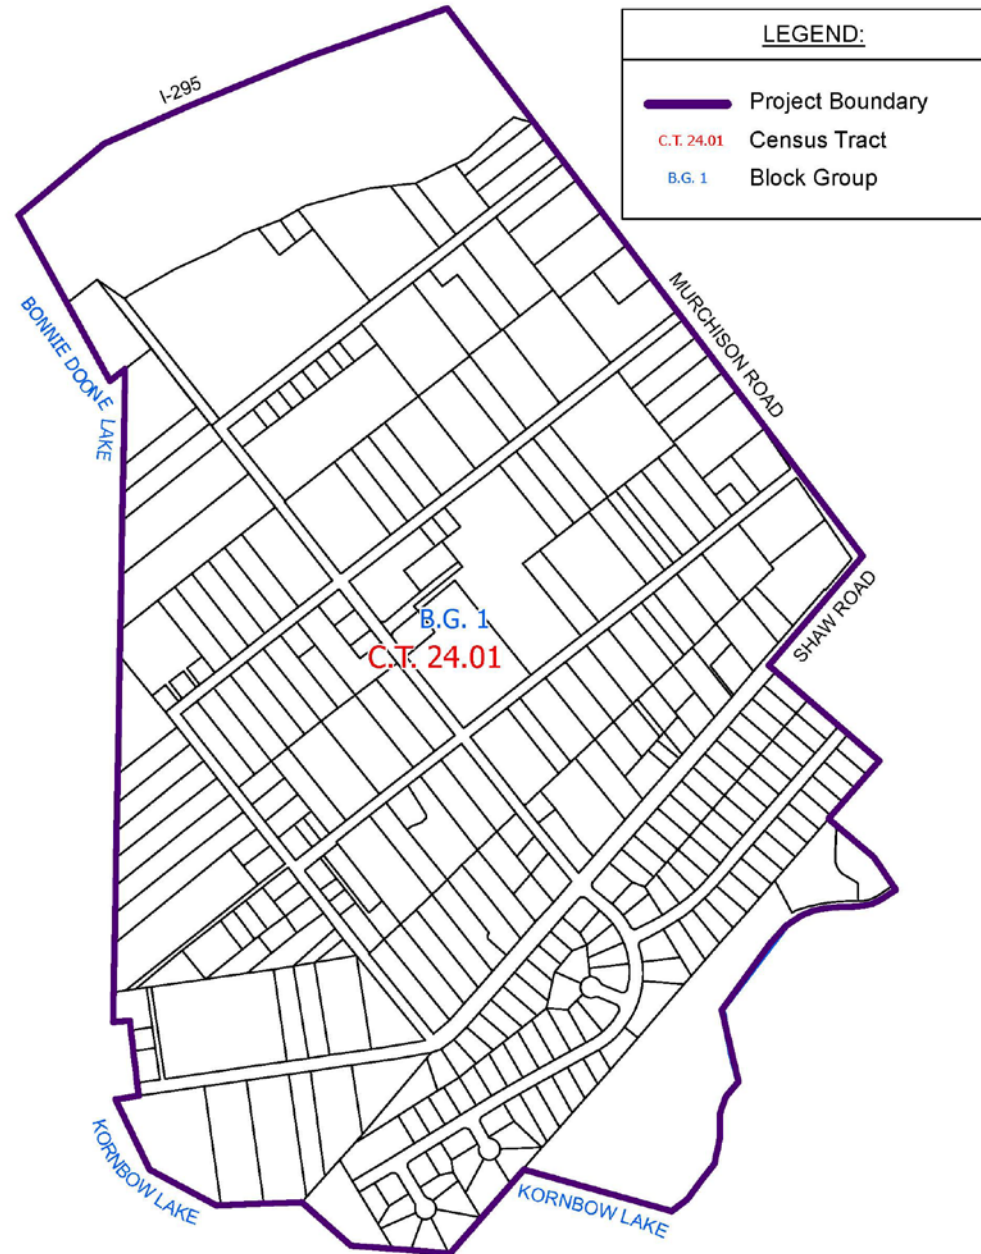 LEGEND:
Project Boundary
C.T. 24.01 Census Tract
B.G. 1 Block Group
I-295
MURCHISON ROAD
BONNIE DOONE LAKE
SHAW ROAD
B.G. 1
C.T. 24.01
KORNBOW LAKE
KORNBOW LAKE